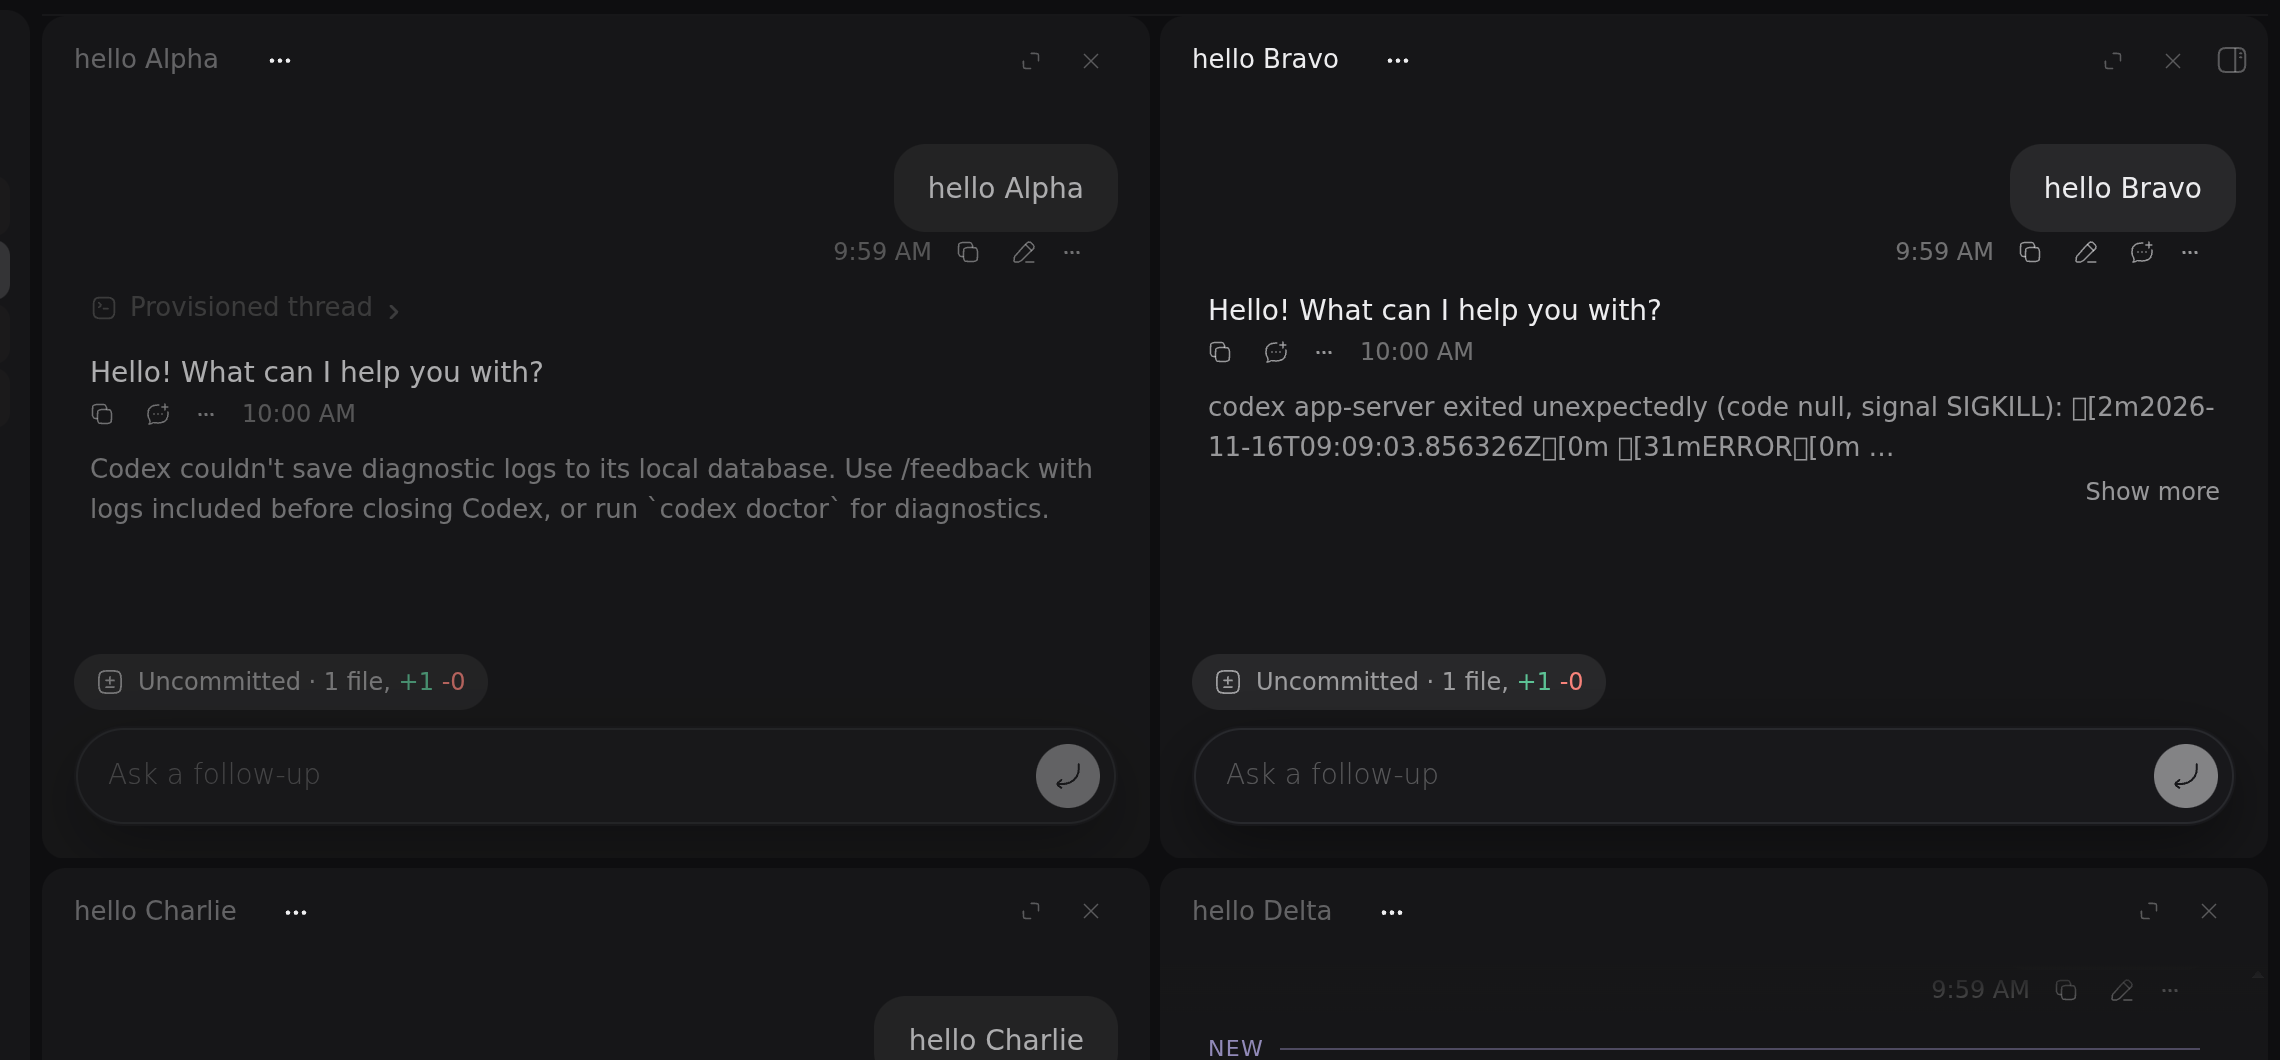 hello Alpha
9:59 AM
Provisioned thread
Hello! What can I help you with?
10:00 AM
Codex couldn't save diagnostic logs to its local database. Use /feedback with
logs included before closing Codex, or run `codex doctor` for diagnostics.
Uncommitted · 1 file, +1 -0
Ask a follow-up
hello Alpha
hello Bravo
hello Bravo
9:59 AM
Hello! What can I help you with?
10:00 AM
codex app-server exited unexpectedly (code null, signal SIGKILL): ▯[2m2026-
11-16T09:09:03.856326Z▯[0m ▯[31mERROR▯[0m …
Show more
Uncommitted · 1 file, +1 -0
Ask a follow-up
hello Charlie
hello Charlie
hello Delta
9:59 AM
NEW